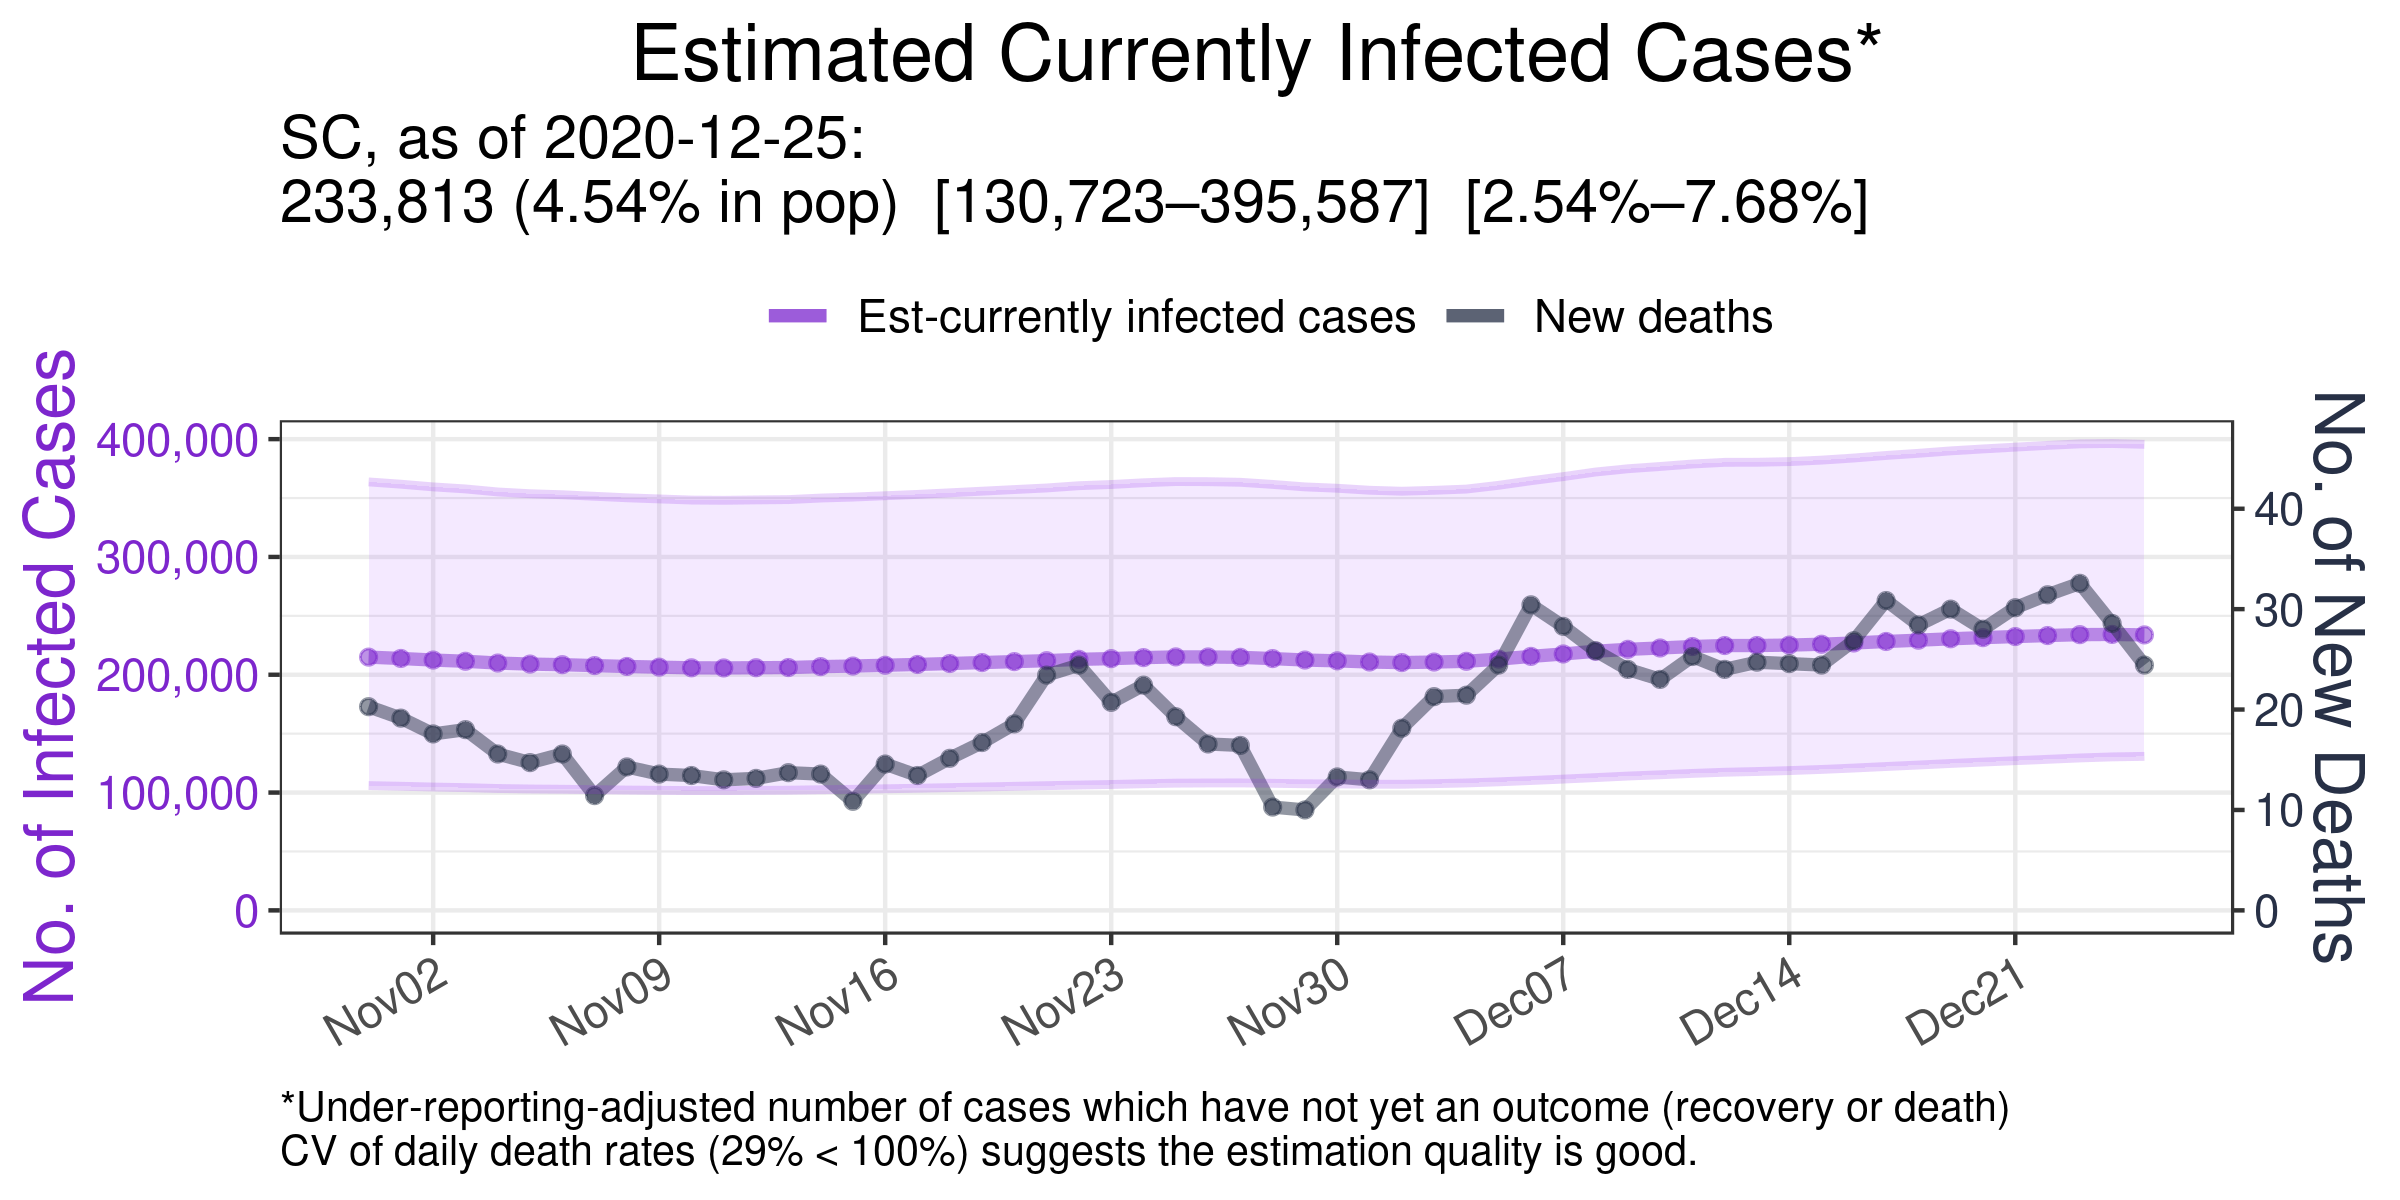 Estimated Currently Infected Cases*
SC, as of 2020-12-25:
233,813 (4.54% in pop) [130,723–395,587] [2.54%–7.68%]
Est-currently infected cases
New deaths
No. of Infected Cases
400,000
300,000
200,000
100,000
0
No. of New Deaths
40
30
20
10
0
Nov02
Nov09
Nov16
Nov23
Nov30
Dec07
Dec14
Dec21
*Under-reporting-adjusted number of cases which have not yet an outcome (recovery or death)
CV of daily death rates (29% < 100%) suggests the estimation quality is good.